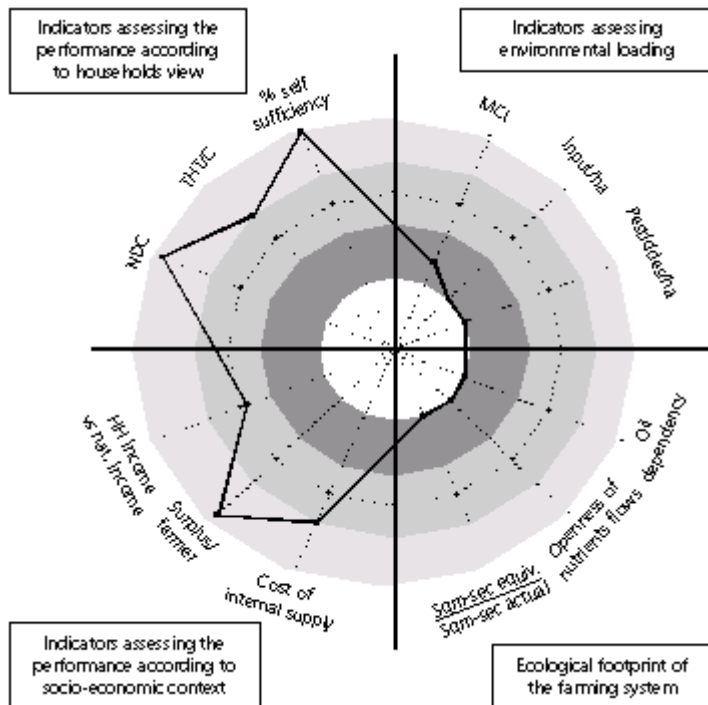 Indicators assessing the
performance according
to households view
Indicators assessing
environmental loading
% self
sufficiency
MCI
THUC
Input/ha
NDC
Pesticides/ha
HH Income
vs nat. Income
Oil
dependency
Surplus/
farmer
Openness of
nutrients flows
Cost of
internal supply
Sqm-sec equiv.
Sqm-sec actual
Indicators assessing the
performance according to
socio-economic context
Ecological footprint of
the farming system